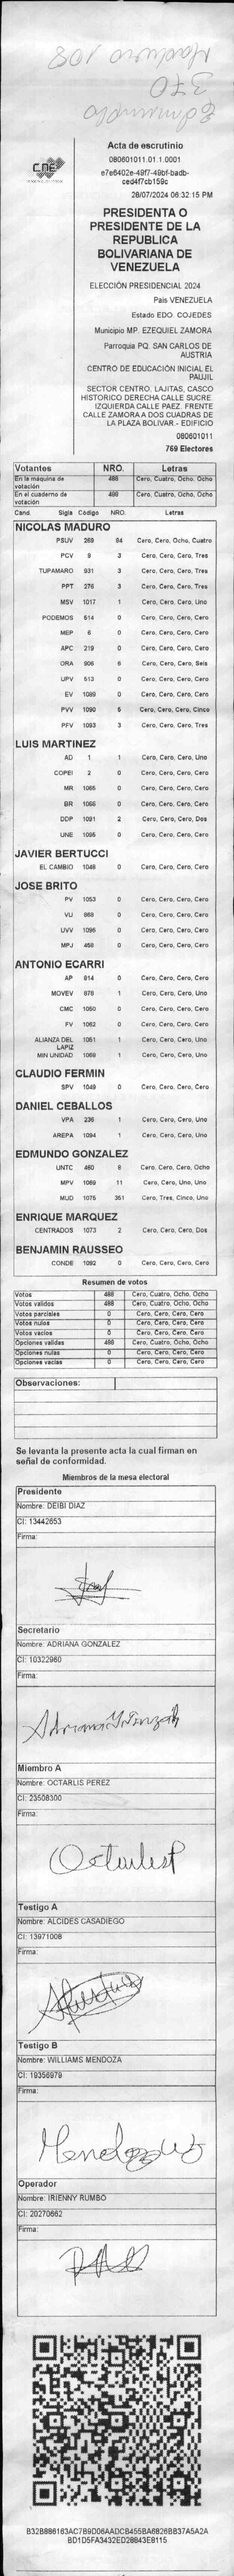 Maduro 108
370
Edmundo
CNE
Acta de escrutinio
080601011.01.1.0001
e7e6402e-49f7-49bf-badb-
ced4f7cb159c
28/07/2024 06:32:15 PM
PRESIDENTA O
PRESIDENTE DE LA
REPUBLICA
BOLIVARIANA DE
VENEZUELA
ELECCIÓN PRESIDENCIAL 2024
Pais VENEZUELA
Estado EDO. COJEDES
Municipio MP. EZEQUIEL ZAMORA
Parroquia PQ. SAN CARLOS DE
AUSTRIA
CENTRO DE EDUCACIÓN INICIAL EL
PAUJIL
SECTOR CENTRO, LAJITAS, CASCO
HISTORICO DERECHA CALLE SUCRE.
IZQUIERDA CALLE PAEZ. FRENTE
CALLE ZAMORA A DOS CUADRAS DE
LA PLAZA BOLIVAR.- EDIFICIO
080601011
769 Electores
Votantes NRO. Letras
En la máquina de votación 488 Cero, Cuatro, Ocho, Ocho
En el cuaderno de votación 488 Cero, Cuatro, Ocho, Ocho
Cand. Sigla Código NRO. Letras
NICOLAS MADURO
PSUV 269 84 Cero, Cero, Ocho, Cuatro
PCV 9 3 Cero, Cero, Cero, Tres
TUPAMARO 931 3 Cero, Cero, Cero, Tres
PPT 276 3 Cero, Cero, Cero, Tres
MSV 1017 1 Cero, Cero, Cero, Uno
PODEMOS 514 0 Cero, Cero, Cero, Cero
MEP 6 0 Cero, Cero, Cero, Cero
APC 219 0 Cero, Cero, Cero, Cero
ORA 906 6 Cero, Cero, Cero, Seis
UPV 513 0 Cero, Cero, Cero, Cero
EV 1089 0 Cero, Cero, Cero, Cero
PVV 1090 5 Cero, Cero, Cero, Cinco
PFV 1093 3 Cero, Cero, Cero, Tres
LUIS MARTINEZ
AD 1 1 Cero, Cero, Cero, Uno
COPEI 2 0 Cero, Cero, Cero, Cero
MR 1065 0 Cero, Cero, Cero, Cero
BR 1066 0 Cero, Cero, Cero, Cero
DDP 1091 2 Cero, Cero, Cero, Dos
UNE 1095 0 Cero, Cero, Cero, Cero
JAVIER BERTUCCI
EL CAMBIO 1048 0 Cero, Cero, Cero, Cero
JOSE BRITO
PV 1053 0 Cero, Cero, Cero, Cero
VU 868 0 Cero, Cero, Cero, Cero
UVV 1096 0 Cero, Cero, Cero, Cero
MPJ 458 0 Cero, Cero, Cero, Cero
ANTONIO ECARRI
AP 814 0 Cero, Cero, Cero, Cero
MOVEV 878 1 Cero, Cero, Cero, Uno
CMC 1050 0 Cero, Cero, Cero, Cero
FV 1062 0 Cero, Cero, Cero, Cero
ALIANZA DEL LAPIZ 1051 1 Cero, Cero, Cero, Uno
MIN UNIDAD 1068 1 Cero, Cero, Cero, Uno
CLAUDIO FERMIN
SPV 1049 0 Cero, Cero, Cero, Cero
DANIEL CEBALLOS
VPA 236 1 Cero, Cero, Cero, Uno
AREPA 1094 1 Cero, Cero, Cero, Uno
EDMUNDO GONZALEZ
UNTC 460 8 Cero, Cero, Cero, Ocho
MPV 1069 11 Cero, Cero, Uno, Uno
MUD 1075 351 Cero, Tres, Cinco, Uno
ENRIQUE MARQUEZ
CENTRADOS 1073 2 Cero, Cero, Cero, Dos
BENJAMIN RAUSSEO
CONDE 1092 0 Cero, Cero, Cero, Cero
Resumen de votos
Votos 488 Cero, Cuatro, Ocho, Ocho
Votos validos 488 Cero, Cuatro, Ocho, Ocho
Votos parciales 0 Cero, Cero, Cero, Cero
Votos nulos 0 Cero, Cero, Cero, Cero
Votos vacíos 0 Cero, Cero, Cero, Cero
Opciones validas 488 Cero, Cuatro, Ocho, Ocho
Opciones nulas 0 Cero, Cero, Cero, Cero
Opciones vacias 0 Cero, Cero, Cero, Cero
Observaciones:
Se levanta la presente acta la cual firman en
señal de conformidad.
Miembros de la mesa electoral
Presidente
Nombre: DEIBI DIAZ
CI: 13442653
Firma:
Secretario
Nombre: ADRIANA GONZALEZ
CI: 10322960
Firma:
Adriana González
Miembro A
Nombre: OCTARLIS PEREZ
CI: 23508300
Firma:
Octarlis P
Testigo A
Nombre: ALCIDES CASADIEGO
CI: 13971008
Firma:
Testigo B
Nombre: WILLIAMS MENDOZA
CI: 19356979
Firma:
Operador
Nombre: IRIENNY RUMBO
CI: 20270662
Firma:
B32B886163AC7B9D06AADCB455BA6826BB37A5A2A
BD1D5FA3432ED28843E8115